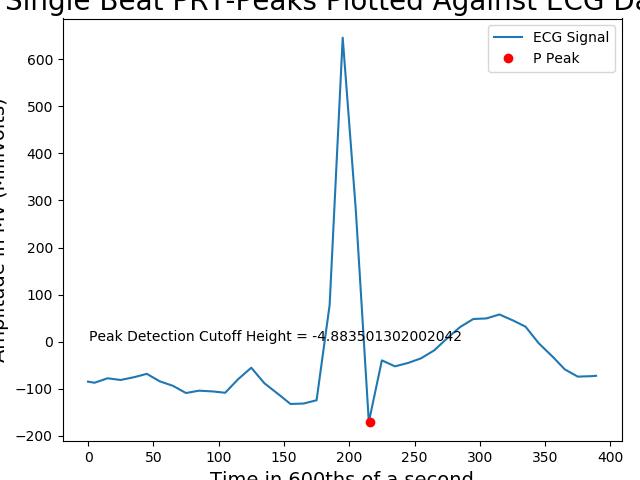 Single Beat PRT-Peaks Plotted Against ECG Da
ECG Signal
P Peak
Amplitude in MV (Millivolts)
600
500
400
300
200
100
0
−100
−200
Peak Detection Cutoff Height = -4.883501302002042
0 50 100 150 200 250 300 350 400
Time in 600ths of a second